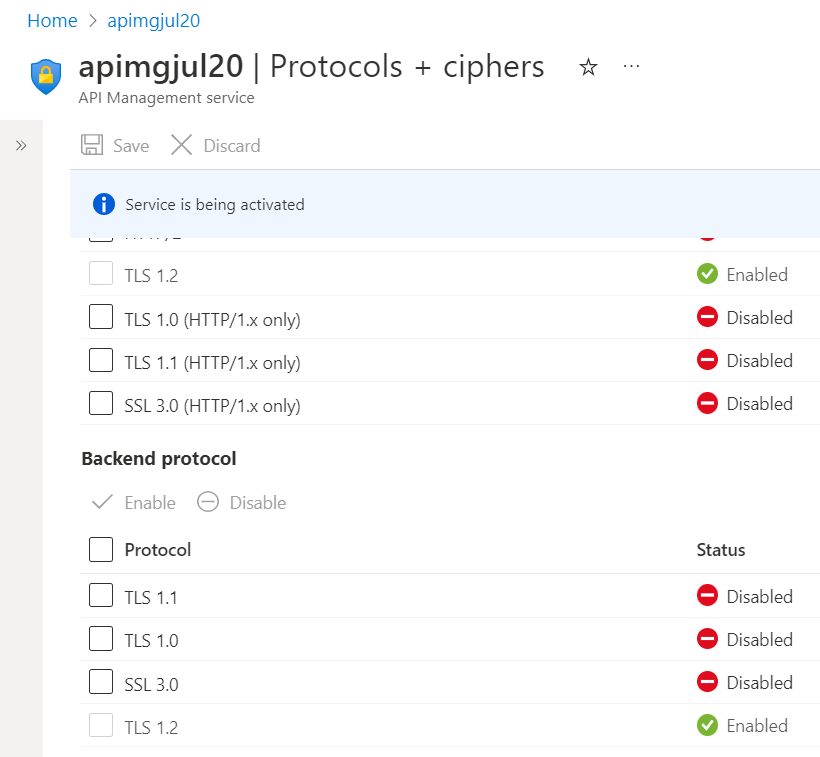 Home > apimgjul20
apimgjul20 | Protocols + ciphers
API Management service
Save Discard
Service is being activated
TLS 1.2 Enabled
TLS 1.0 (HTTP/1.x only) Disabled
TLS 1.1 (HTTP/1.x only) Disabled
SSL 3.0 (HTTP/1.x only) Disabled
Backend protocol
Enable Disable
Protocol Status
TLS 1.1 Disabled
TLS 1.0 Disabled
SSL 3.0 Disabled
TLS 1.2 Enabled